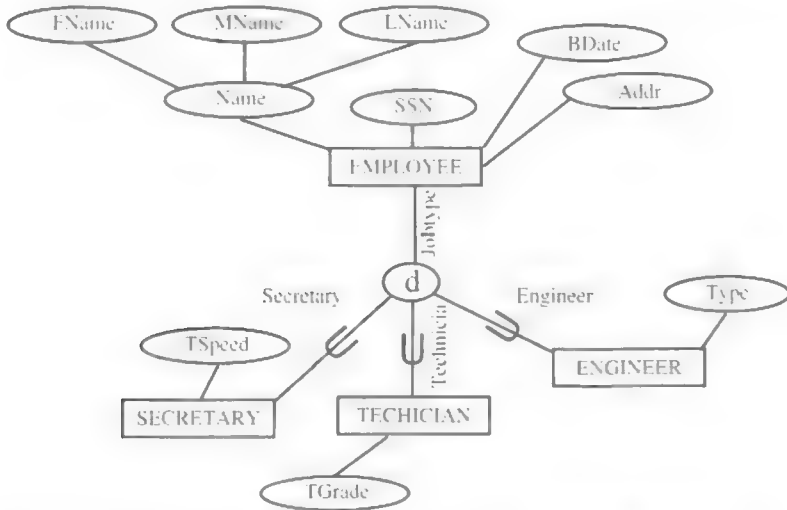 FName
MName
LName
BDate
Name
SSN
Addr
EMPLOYEE
Jobtype
d
Secretary
Engineer
Technicia
Type
TSpeed
ENGINEER
SECRETARY
TECHICIAN
TGrade